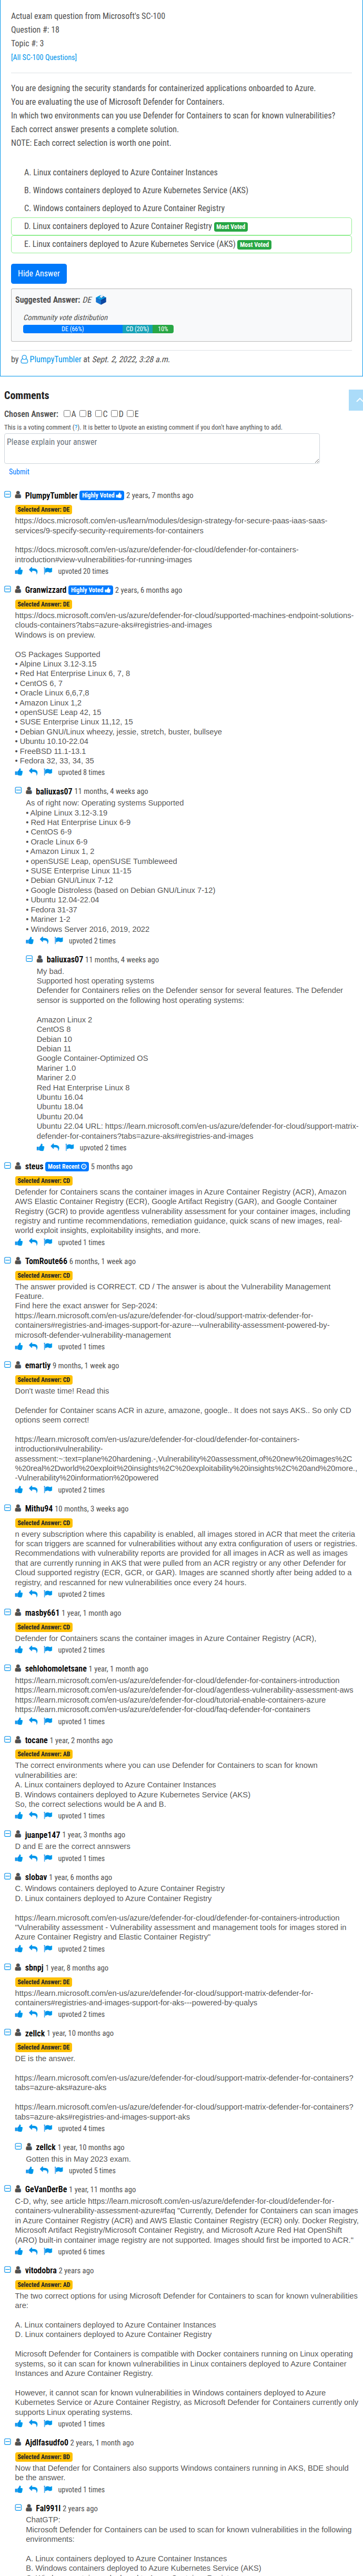 Actual exam question from Microsoft's SC-100
Question #: 18
Topic #: 3
[All SC-100 Questions]
You are designing the security standards for containerized applications onboarded to Azure.
You are evaluating the use of Microsoft Defender for Containers.
In which two environments can you use Defender for Containers to scan for known vulnerabilities?
Each correct answer presents a complete solution.
NOTE: Each correct selection is worth one point.
A. Linux containers deployed to Azure Container Instances
B. Windows containers deployed to Azure Kubernetes Service (AKS)
C. Windows containers deployed to Azure Container Registry
D. Linux containers deployed to Azure Container Registry Most Voted
E. Linux containers deployed to Azure Kubernetes Service (AKS) Most Voted
Hide Answer
Suggested Answer: DE
Community vote distribution
DE (66%) CD (20%) 10%
by PlumpyTumbler at Sept. 2, 2022, 3:28 a.m.
Comments
Chosen Answer: A B C D E
This is a voting comment (?). It is better to Upvote an existing comment if you don't have anything to add.
Please explain your answer
Submit
PlumpyTumbler Highly Voted 2 years, 7 months ago
Selected Answer: DE
https://docs.microsoft.com/en-us/learn/modules/design-strategy-for-secure-paas-iaas-saas-
services/9-specify-security-requirements-for-containers
https://docs.microsoft.com/en-us/azure/defender-for-cloud/defender-for-containers-
introduction#view-vulnerabilities-for-running-images
upvoted 20 times
Granwizzard Highly Voted 2 years, 6 months ago
Selected Answer: DE
https://docs.microsoft.com/en-us/azure/defender-for-cloud/supported-machines-endpoint-solutions-
clouds-containers?tabs=azure-aks#registries-and-images
Windows is on preview.
OS Packages Supported
• Alpine Linux 3.12-3.15
• Red Hat Enterprise Linux 6, 7, 8
• CentOS 6, 7
• Oracle Linux 6,6,7,8
• Amazon Linux 1,2
• openSUSE Leap 42, 15
• SUSE Enterprise Linux 11,12, 15
• Debian GNU/Linux wheezy, jessie, stretch, buster, bullseye
• Ubuntu 10.10-22.04
• FreeBSD 11.1-13.1
• Fedora 32, 33, 34, 35
upvoted 8 times
baliuxas07 11 months, 4 weeks ago
As of right now: Operating systems Supported
• Alpine Linux 3.12-3.19
• Red Hat Enterprise Linux 6-9
• CentOS 6-9
• Oracle Linux 6-9
• Amazon Linux 1, 2
• openSUSE Leap, openSUSE Tumbleweed
• SUSE Enterprise Linux 11-15
• Debian GNU/Linux 7-12
• Google Distroless (based on Debian GNU/Linux 7-12)
• Ubuntu 12.04-22.04
• Fedora 31-37
• Mariner 1-2
• Windows Server 2016, 2019, 2022
upvoted 2 times
baliuxas07 11 months, 4 weeks ago
My bad.
Supported host operating systems
Defender for Containers relies on the Defender sensor for several features. The Defender
sensor is supported on the following host operating systems:
Amazon Linux 2
CentOS 8
Debian 10
Debian 11
Google Container-Optimized OS
Mariner 1.0
Mariner 2.0
Red Hat Enterprise Linux 8
Ubuntu 16.04
Ubuntu 18.04
Ubuntu 20.04
Ubuntu 22.04 URL: https://learn.microsoft.com/en-us/azure/defender-for-cloud/support-matrix-
defender-for-containers?tabs=azure-aks#registries-and-images
upvoted 2 times
steus Most Recent 5 months ago
Selected Answer: CD
Defender for Containers scans the container images in Azure Container Registry (ACR), Amazon
AWS Elastic Container Registry (ECR), Google Artifact Registry (GAR), and Google Container
Registry (GCR) to provide agentless vulnerability assessment for your container images, including
registry and runtime recommendations, remediation guidance, quick scans of new images, real-
world exploit insights, exploitability insights, and more.
upvoted 1 times
TomRoute66 6 months, 1 week ago
Selected Answer: CD
The answer provided is CORRECT. CD / The answer is about the Vulnerability Management
Feature.
Find here the exact answer for Sep-2024:
https://learn.microsoft.com/en-us/azure/defender-for-cloud/support-matrix-defender-for-
containers#registries-and-images-support-for-azure---vulnerability-assessment-powered-by-
microsoft-defender-vulnerability-management
upvoted 1 times
emartiy 9 months, 1 week ago
Selected Answer: CD
Don't waste time! Read this
Defender for Container scans ACR in azure, amazone, google.. It does not says AKS.. So only CD
options seem correct!
https://learn.microsoft.com/en-us/azure/defender-for-cloud/defender-for-containers-
introduction#vulnerability-
assessment:~:text=plane%20hardening.-,Vulnerability%20assessment,of%20new%20images%2C
%20real%2Dworld%20exploit%20insights%2C%20exploitability%20insights%2C%20and%20more.,
-Vulnerability%20information%20powered
upvoted 2 times
Mithu94 10 months, 3 weeks ago
Selected Answer: CD
n every subscription where this capability is enabled, all images stored in ACR that meet the criteria
for scan triggers are scanned for vulnerabilities without any extra configuration of users or registries.
Recommendations with vulnerability reports are provided for all images in ACR as well as images
that are currently running in AKS that were pulled from an ACR registry or any other Defender for
Cloud supported registry (ECR, GCR, or GAR). Images are scanned shortly after being added to a
registry, and rescanned for new vulnerabilities once every 24 hours.
upvoted 2 times
masby661 1 year, 1 month ago
Selected Answer: CD
Defender for Containers scans the container images in Azure Container Registry (ACR),
upvoted 2 times
sehlohomoletsane 1 year, 1 month ago
https://learn.microsoft.com/en-us/azure/defender-for-cloud/defender-for-containers-introduction
https://learn.microsoft.com/en-us/azure/defender-for-cloud/agentless-vulnerability-assessment-aws
https://learn.microsoft.com/en-us/azure/defender-for-cloud/tutorial-enable-containers-azure
https://learn.microsoft.com/en-us/azure/defender-for-cloud/faq-defender-for-containers
upvoted 1 times
tocane 1 year, 2 months ago
Selected Answer: AB
The correct environments where you can use Defender for Containers to scan for known
vulnerabilities are:
A. Linux containers deployed to Azure Container Instances
B. Windows containers deployed to Azure Kubernetes Service (AKS)
So, the correct selections would be A and B.
upvoted 1 times
juanpe147 1 year, 3 months ago
D and E are the correct annswers
upvoted 1 times
slobav 1 year, 6 months ago
C. Windows containers deployed to Azure Container Registry
D. Linux containers deployed to Azure Container Registry
https://learn.microsoft.com/en-us/azure/defender-for-cloud/defender-for-containers-introduction
"Vulnerability assessment - Vulnerability assessment and management tools for images stored in
Azure Container Registry and Elastic Container Registry"
upvoted 2 times
sbnpj 1 year, 8 months ago
Selected Answer: DE
https://learn.microsoft.com/en-us/azure/defender-for-cloud/support-matrix-defender-for-
containers#registries-and-images-support-for-aks---powered-by-qualys
upvoted 2 times
zellck 1 year, 10 months ago
Selected Answer: DE
DE is the answer.
https://learn.microsoft.com/en-us/azure/defender-for-cloud/support-matrix-defender-for-containers?
tabs=azure-aks#azure-aks
https://learn.microsoft.com/en-us/azure/defender-for-cloud/support-matrix-defender-for-containers?
tabs=azure-aks#registries-and-images-support-aks
upvoted 4 times
zellck 1 year, 10 months ago
Gotten this in May 2023 exam.
upvoted 5 times
GeVanDerBe 1 year, 11 months ago
C-D, why, see article https://learn.microsoft.com/en-us/azure/defender-for-cloud/defender-for-
containers-vulnerability-assessment-azure#faq "Currently, Defender for Containers can scan images
in Azure Container Registry (ACR) and AWS Elastic Container Registry (ECR) only. Docker Registry,
Microsoft Artifact Registry/Microsoft Container Registry, and Microsoft Azure Red Hat OpenShift
(ARO) built-in container image registry are not supported. Images should first be imported to ACR."
upvoted 6 times
vitodobra 2 years ago
Selected Answer: AD
The two correct options for using Microsoft Defender for Containers to scan for known vulnerabilities
are:
A. Linux containers deployed to Azure Container Instances
D. Linux containers deployed to Azure Container Registry
Microsoft Defender for Containers is compatible with Docker containers running on Linux operating
systems, so it can scan for known vulnerabilities in Linux containers deployed to Azure Container
Instances and Azure Container Registry.
However, it cannot scan for known vulnerabilities in Windows containers deployed to Azure
Kubernetes Service or Azure Container Registry, as Microsoft Defender for Containers currently only
supports Linux operating systems.
upvoted 1 times
Ajdlfasudfo0 2 years, 1 month ago
Selected Answer: BD
Now that Defender for Containers also supports Windows containers running in AKS, BDE should
be the answer.
upvoted 1 times
Fal991l 2 years ago
ChatGTP:
Microsoft Defender for Containers can be used to scan for known vulnerabilities in the following
environments:
A. Linux containers deployed to Azure Container Instances
B. Windows containers deployed to Azure Kubernetes Service (AKS)